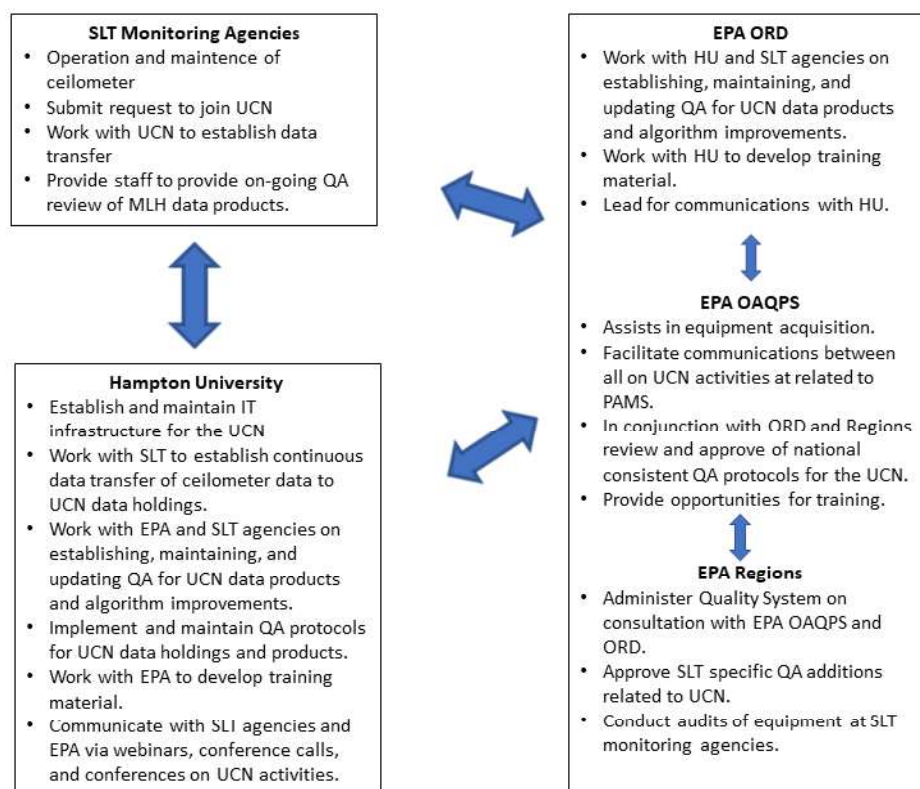 SLT Monitoring Agencies
• Operation and maintence of
ceilometer
• Submit request to join UCN
• Work with UCN to establish data
transfer
• Provide staff to provide on-going QA
review of MLH data products.
Hampton University
• Establish and maintain IT
infrastructure for the UCN
• Work with SLT to establish continuous
data transfer of ceilometer data to
UCN data holdings.
• Work with EPA and SLT agencies on
establishing, maintaining, and
updating QA for UCN data products
and algorithm improvements.
• Implement and maintain QA protocols
for UCN data holdings and products.
• Work with EPA to develop training
material.
• Communicate with SLT agencies and
EPA via webinars, conference calls,
and conferences on UCN activities.
EPA ORD
• Work with HU and SLT agencies on
establishing, maintaining, and
updating QA for UCN data products
and algorithm improvements.
• Work with HU to develop training
material.
• Lead for communications with HU.
EPA OAQPS
• Assists in equipment acquisition.
• Facilitate communications between
all on UCN activities at related to
PAMS.
• In conjunction with ORD and Regions
review and approve of national
consistent QA protocols for the UCN.
• Provide opportunities for training.
EPA Regions
• Administer Quality System on
consultation with EPA OAQPS and
ORD.
• Approve SLT specific QA additions
related to UCN.
• Conduct audits of equipment at SLT
monitoring agencies.